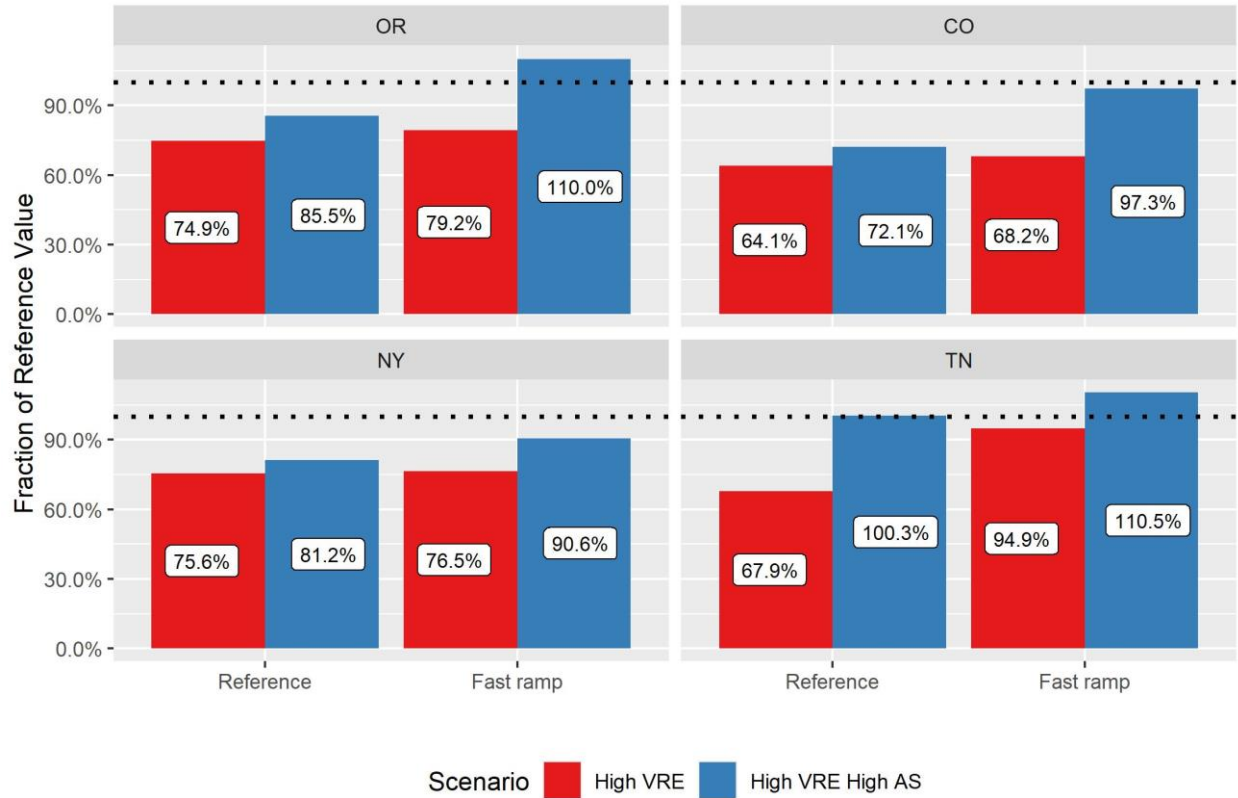 OR
CO
90.0%
60.0%
30.0%
0.0%
74.9%
85.5%
79.2%
110.0%
64.1%
72.1%
68.2%
97.3%
NY
TN
90.0%
60.0%
30.0%
0.0%
75.6%
81.2%
76.5%
90.6%
67.9%
100.3%
94.9%
110.5%
Reference
Fast ramp
Reference
Fast ramp
Fraction of Reference Value
Scenario High VRE High VRE High AS